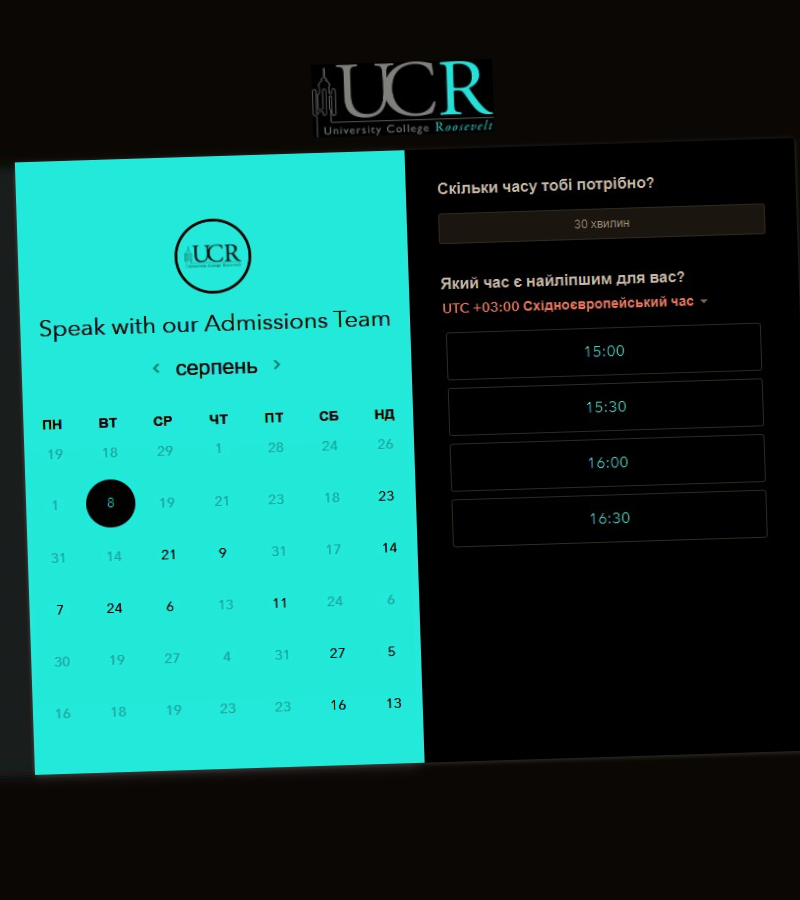 UCR
University College Roosevelt
UCR
Speak with our Admissions Team
серпень
ПН ВТ СР ЧТ ПТ СБ НД
19 18 29 1 28 24 26
1 8 19 21 23 18 23
31 14 21 9 31 17 14
7 24 6 13 11 24 6
30 19 27 4 31 27 5
16 18 19 23 23 16 13
Скільки часу тобі потрібно?
30 хвилин
Який час є найліпшим для вас?
UTC +03:00 Східноєвропейський час
15:00
15:30
16:00
16:30